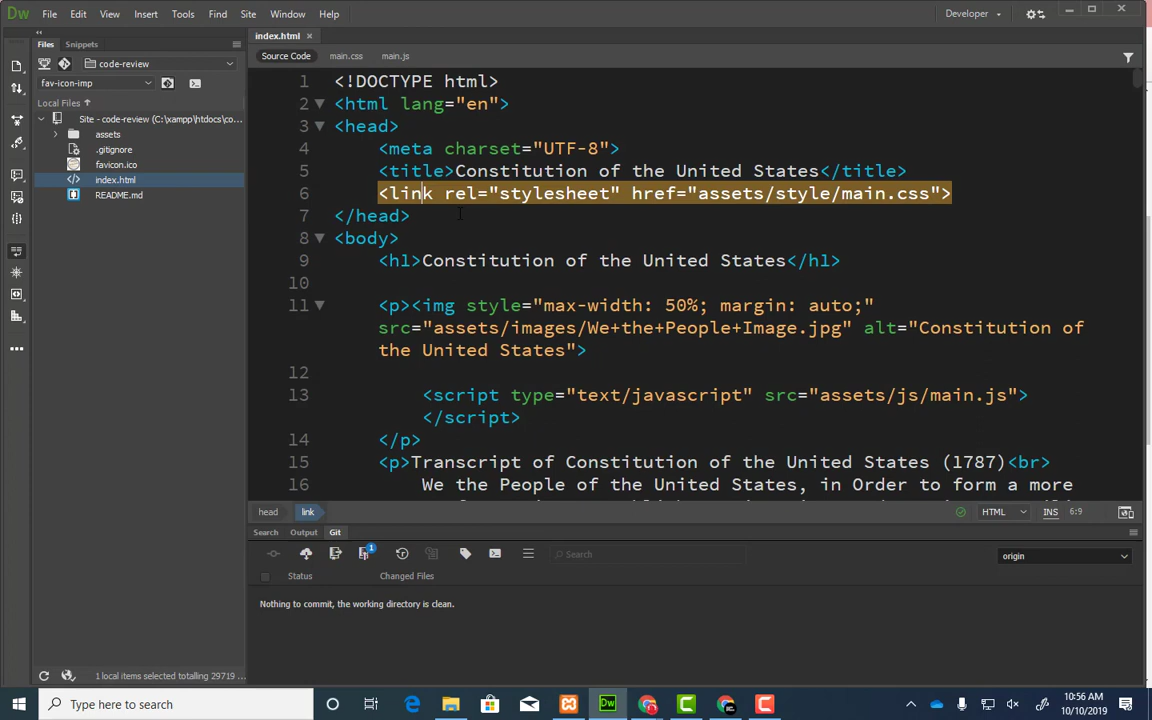 Dw File Edit View Insert Tools Find Site Window Help Developer
Files Snippets
code-review
fav-icon-imp
Local Files
Site - code-review (C:\xampp\htdocs\co...
assets
.gitignore
favicon.ico
index.html
README.md
1 local items selected totalling 29719 ...
index.html
Source Code main.css main.js
1 <!DOCTYPE html>
2 <html lang="en">
3 <head>
4 <meta charset="UTF-8">
5 <title>Constitution of the United States</title>
6 <link rel="stylesheet" href="assets/style/main.css">
7 </head>
8 <body>
9 <h1>Constitution of the United States</h1>
10
11 <p><img style="max-width: 50%; margin: auto;"
src="assets/images/We+the+People+Image.jpg" alt="Constitution of
the United States">
12
13 <script type="text/javascript" src="assets/js/main.js">
</script>
14 </p>
15 <p>Transcript of Constitution of the United States (1787)<br>
16 We the People of the United States, in Order to form a more
head link HTML INS 6:9
Search Output Git
1 Search origin
Status Changed Files
Nothing to commit, the working directory is clean.
Type here to search
Dw
10:56 AM
10/10/2019